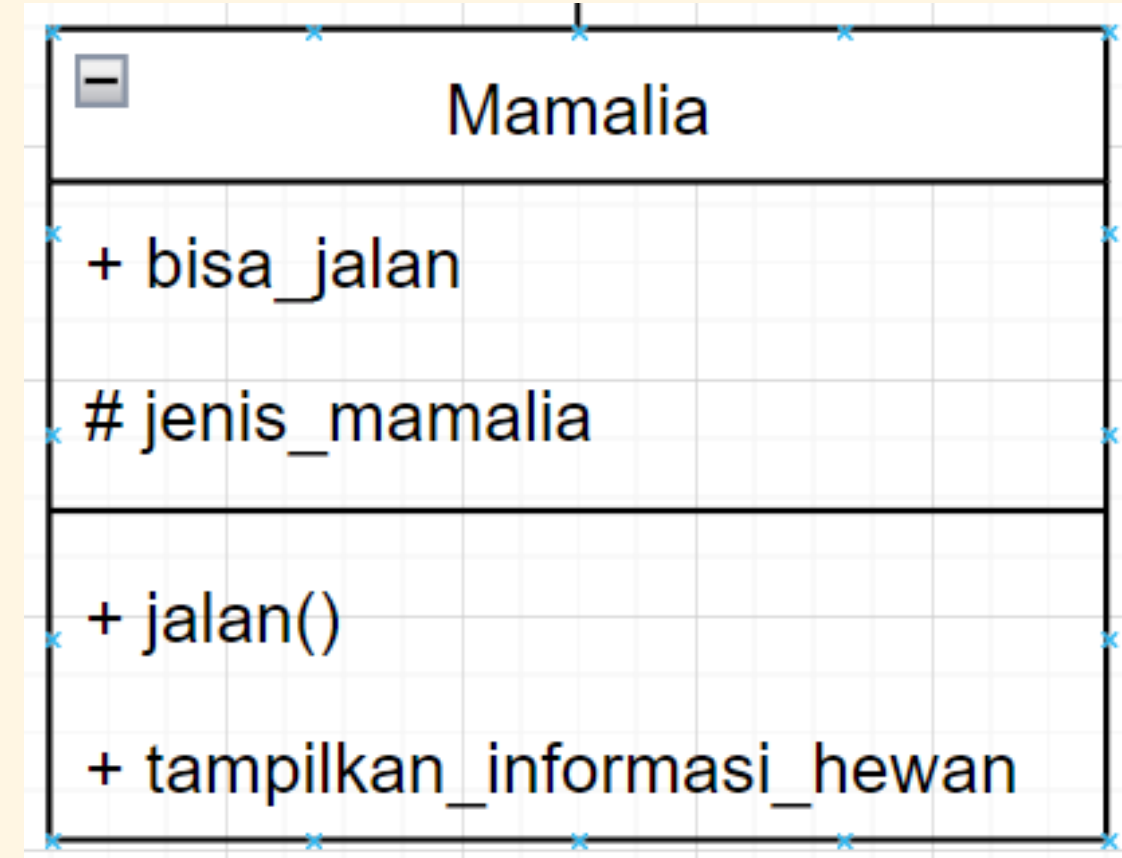 Mamalia
+ bisa_jalan
# jenis_mamalia
+ jalan()
+ tampilkan_informasi_hewan